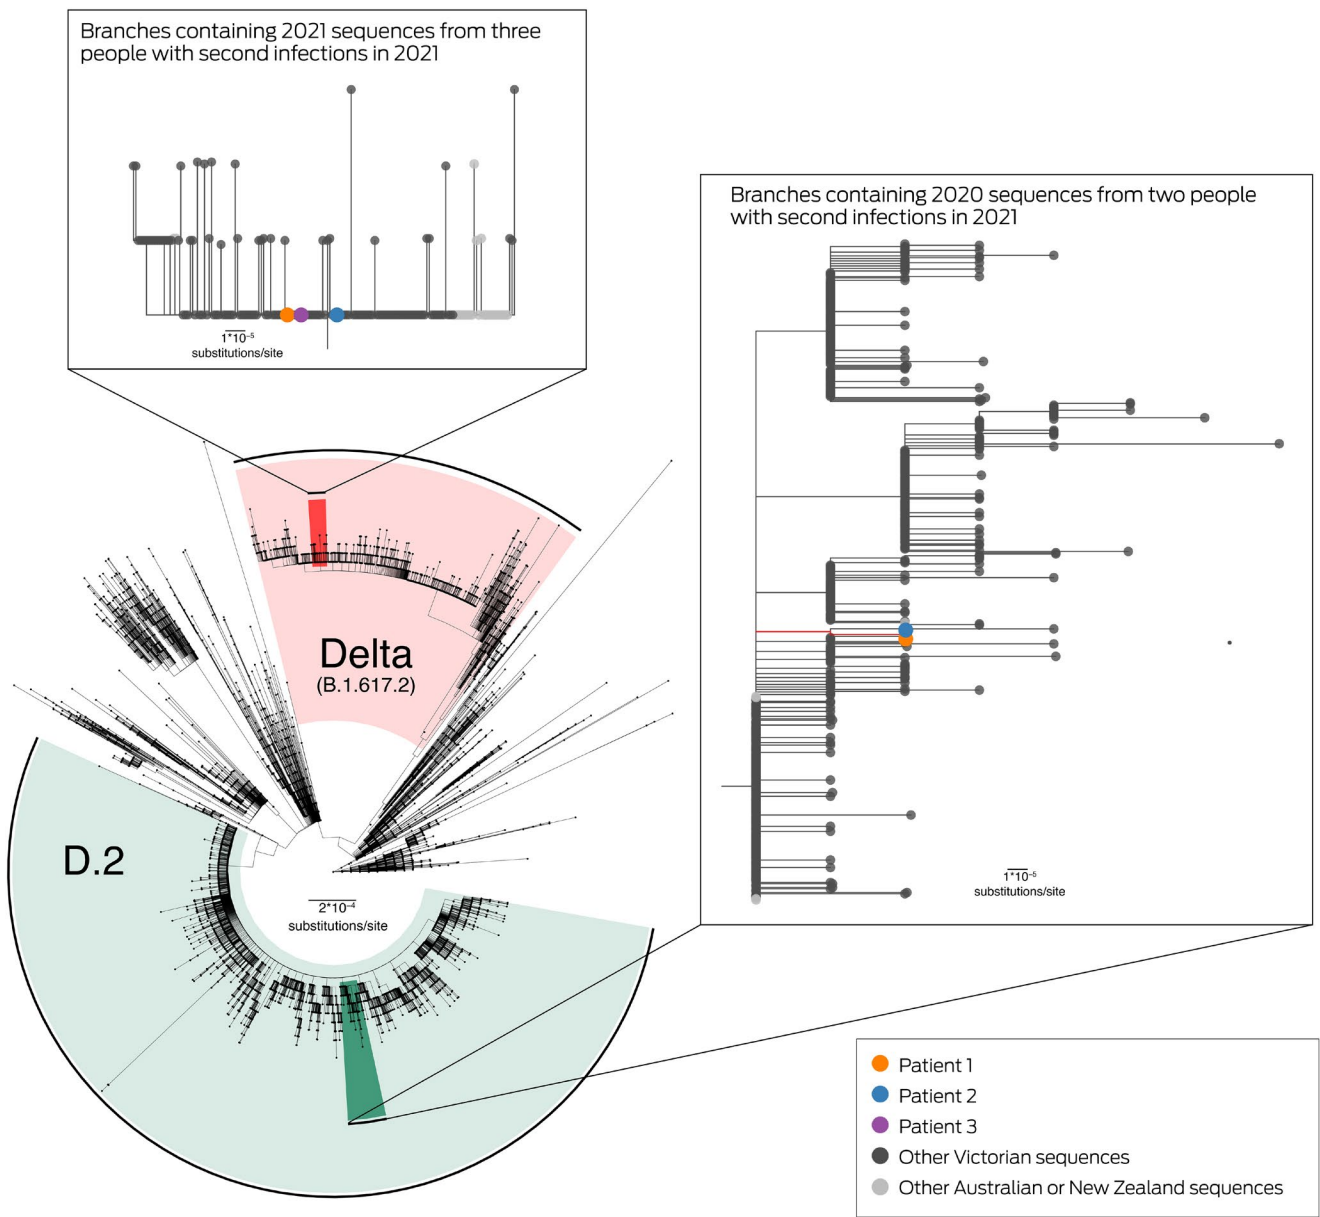 Branches containing 2021 sequences from three
people with second infections in 2021
1*10–5
substitutions/site
Branches containing 2020 sequences from two people
with second infections in 2021
1*10–5
substitutions/site
Delta
(B.1.617.2)
D.2
2*10–4
substitutions/site
Patient 1
Patient 2
Patient 3
Other Victorian sequences
Other Australian or New Zealand sequences